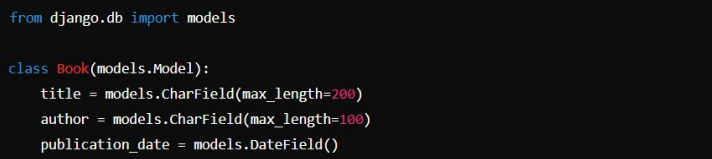 from django.db import models
class Book(models.Model):
    title = models.CharField(max_length=200)
    author = models.CharField(max_length=100)
    publication_date = models.DateField()